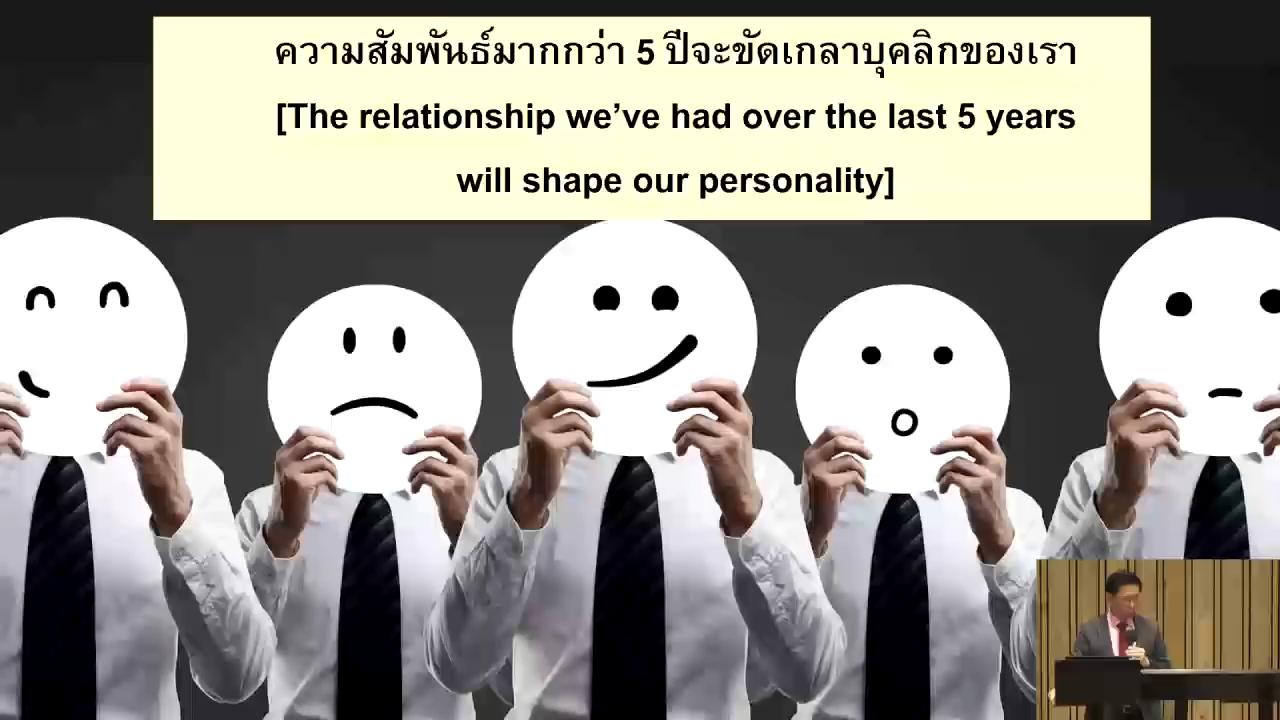 ความสัมพันธ์มากกว่า 5 ปีจะขัดเกลาบุคลิกของเรา
[The relationship we’ve had over the last 5 years
will shape our personality]